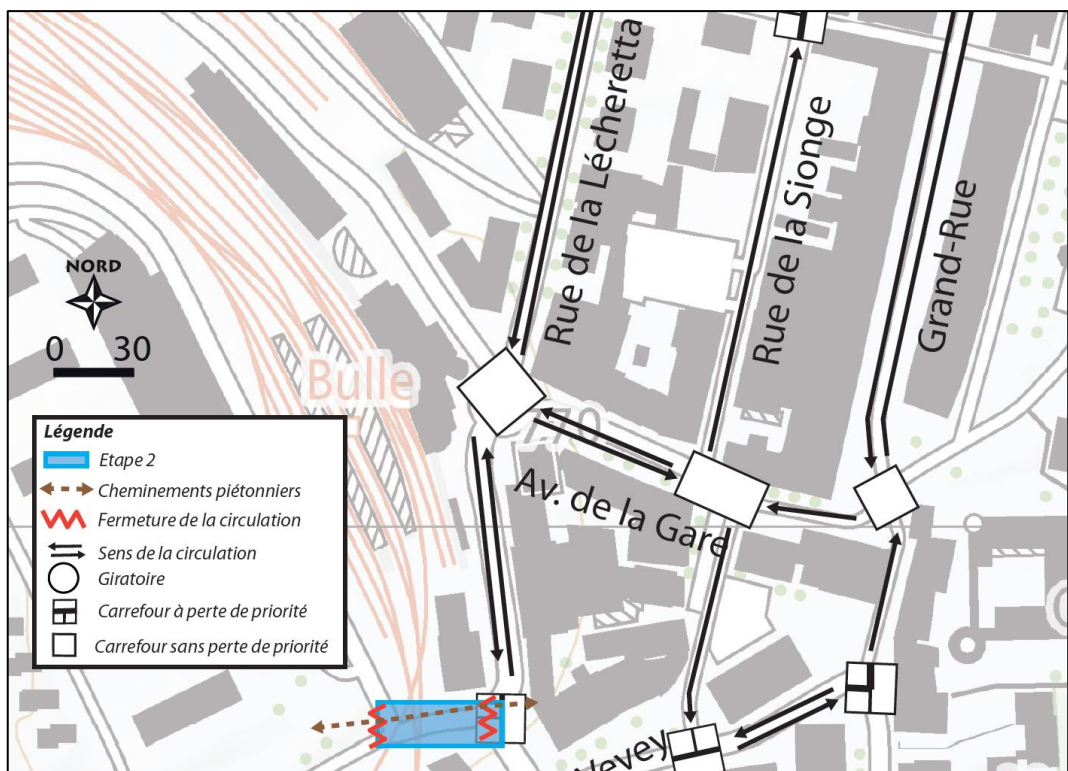 Rue de la Lécheretta
Rue de la Sionge
Grand-Rue
NORD
0 30
Bulle
770
Av. de la Gare
Légende
Etape 2
Cheminements piétonniers
Fermeture de la circulation
Sens de la circulation
Giratoire
Carrefour à perte de priorité
Carrefour sans perte de priorité
Vevey